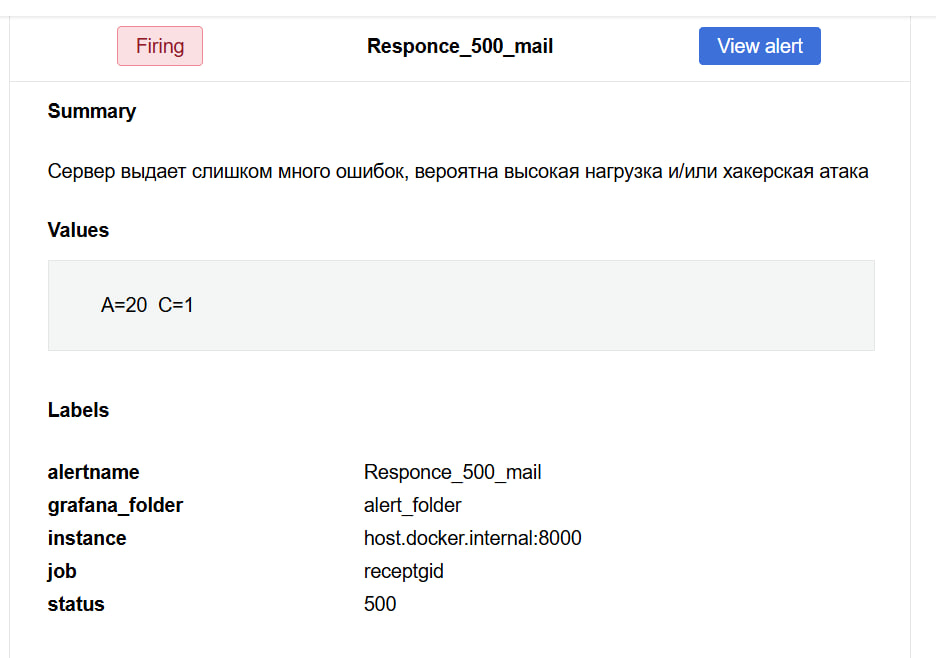 Firing Responce_500_mail View alert
Summary
Сервер выдает слишком много ошибок, вероятна высокая нагрузка и/или хакерская атака
Values
A=20 C=1
Labels
alertname Responce_500_mail
grafana_folder alert_folder
instance host.docker.internal:8000
job receptgid
status 500